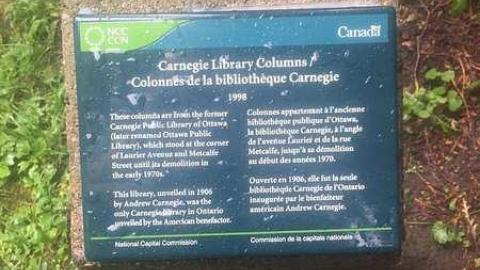 NCC
CCN
Canada
Carnegie Library Columns /
Colonnes de la bibliothèque Carnegie
1998
These columns are from the former
Carnegie Public Library of Ottawa
(later renamed Ottawa Public
Library), which stood at the corner
of Laurier Avenue and Metcalfe
Street until its demolition in
the early 1970s.
This library, unveiled in 1906
by Andrew Carnegie, was the
only Carnegie library in Ontario
unveiled by the American benefactor.
Colonnes appartenant à l'ancienne
bibliothèque publique d'Ottawa,
la bibliothèque Carnegie, à l'angle
de l'avenue Laurier et de la rue
Metcalfe, jusqu'à sa démolition
au début des années 1970.
Ouverte en 1906, elle fut la seule
bibliothèque Carnegie de l'Ontario
inaugurée par le bienfaiteur
américain Andrew Carnegie.
National Capital Commission
Commission de la capitale nationale